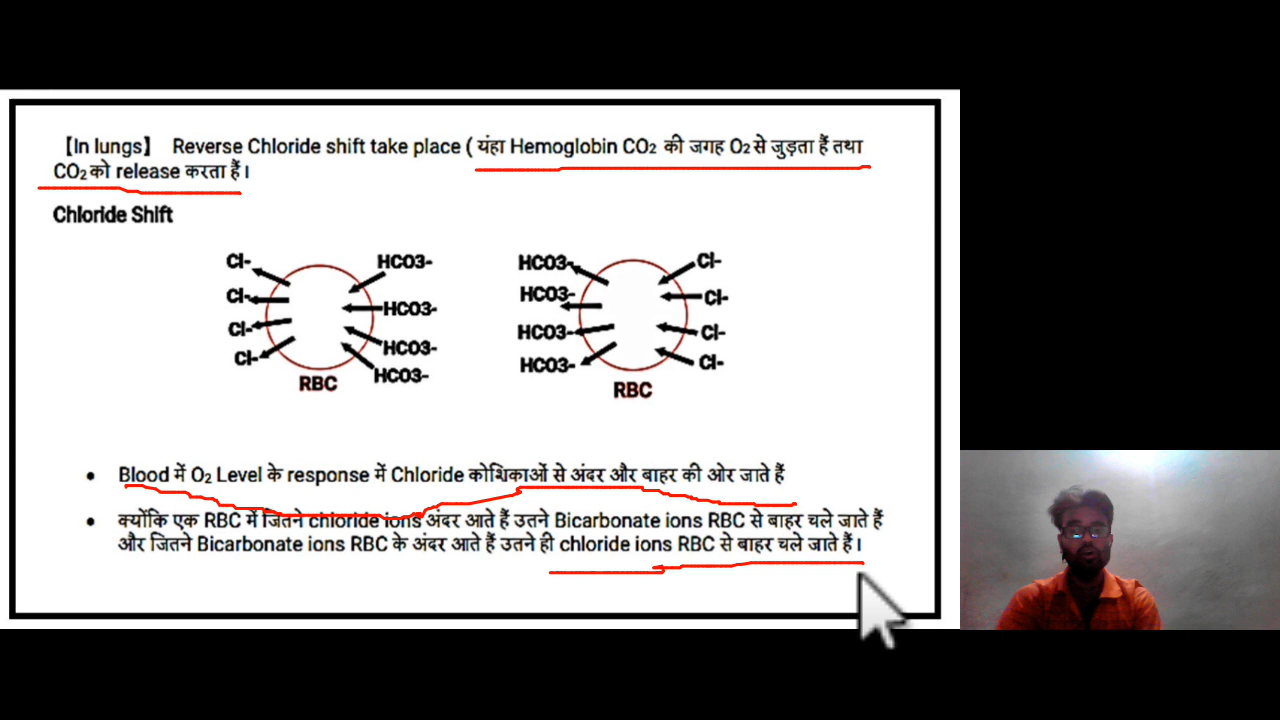 【In lungs】 Reverse Chloride shift take place ( यंहा Hemoglobin CO₂ की जगह O₂ से जुड़ता हैं तथा
CO₂ को release करता हैं।
Chloride Shift
Cl- HCO3- HCO3- Cl-
Cl- HCO3- HCO3- Cl-
Cl- HCO3- HCO3- Cl-
Cl- HCO3- HCO3- Cl-
RBC RBC
• Blood में O₂ Level के response में Chloride कोशिकाओं से अंदर और बाहर की ओर जाते हैं
• क्योंकि एक RBC में जितने chloride ions अंदर आते हैं उतने Bicarbonate ions RBC से बाहर चले जाते हैं
और जितने Bicarbonate ions RBC के अंदर आते हैं उतने ही chloride ions RBC से बाहर चले जाते हैं।